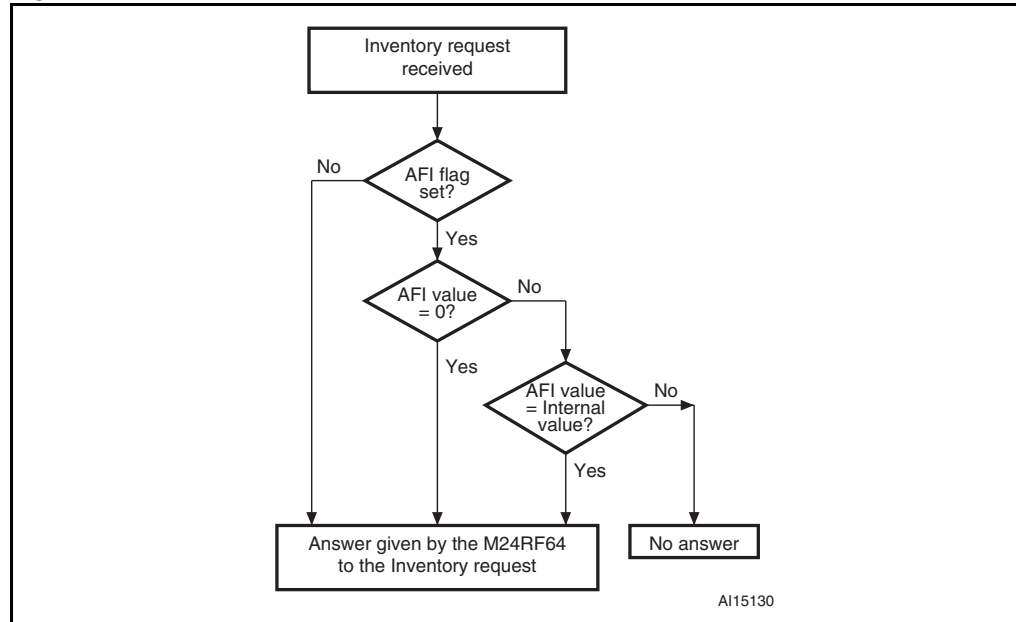 Inventory request
received
No
AFI flag
set?
Yes
AFI value
= 0?
No
Yes
AFI value
= Internal
value?
No
Yes
Answer given by the M24RF64
to the Inventory request
No answer
AI15130